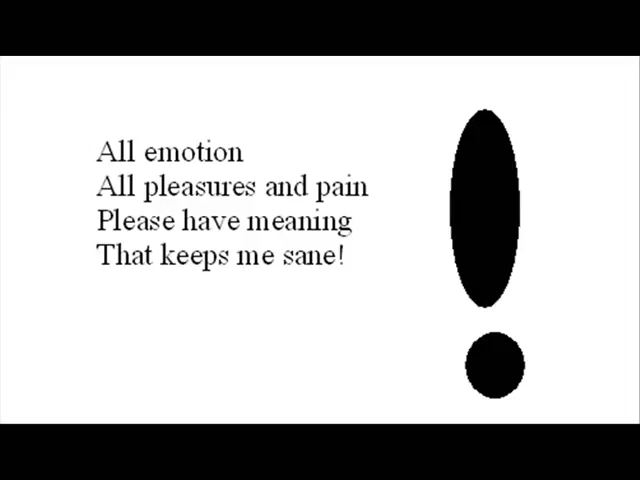 All emotion
All pleasures and pain
Please have meaning
That keeps me sane!